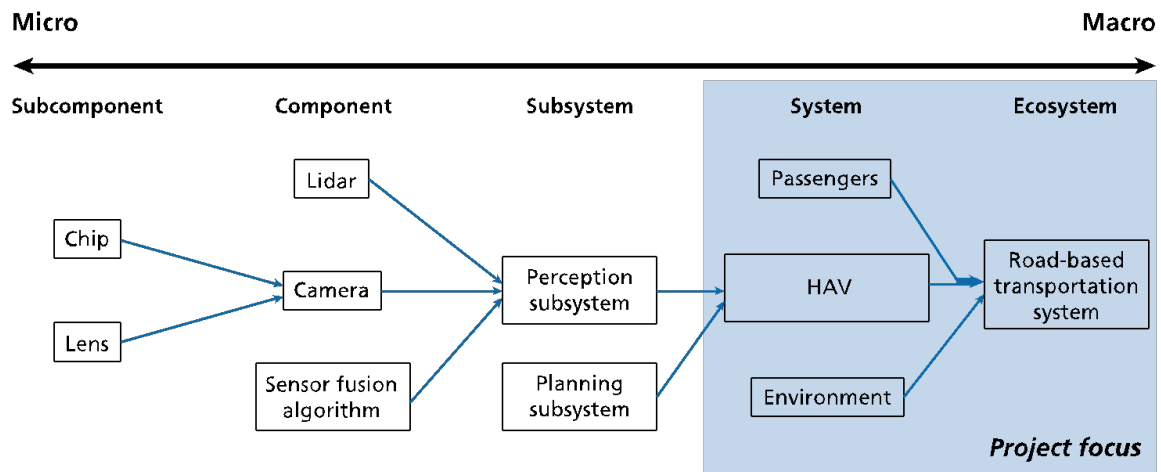 Micro
Macro
Subcomponent
Component
Subsystem
System
Ecosystem
Lidar
Passengers
Chip
Camera
Perception
subsystem
HAV
Road-based
transportation
system
Lens
Sensor fusion
algorithm
Planning
subsystem
Environment
Project focus